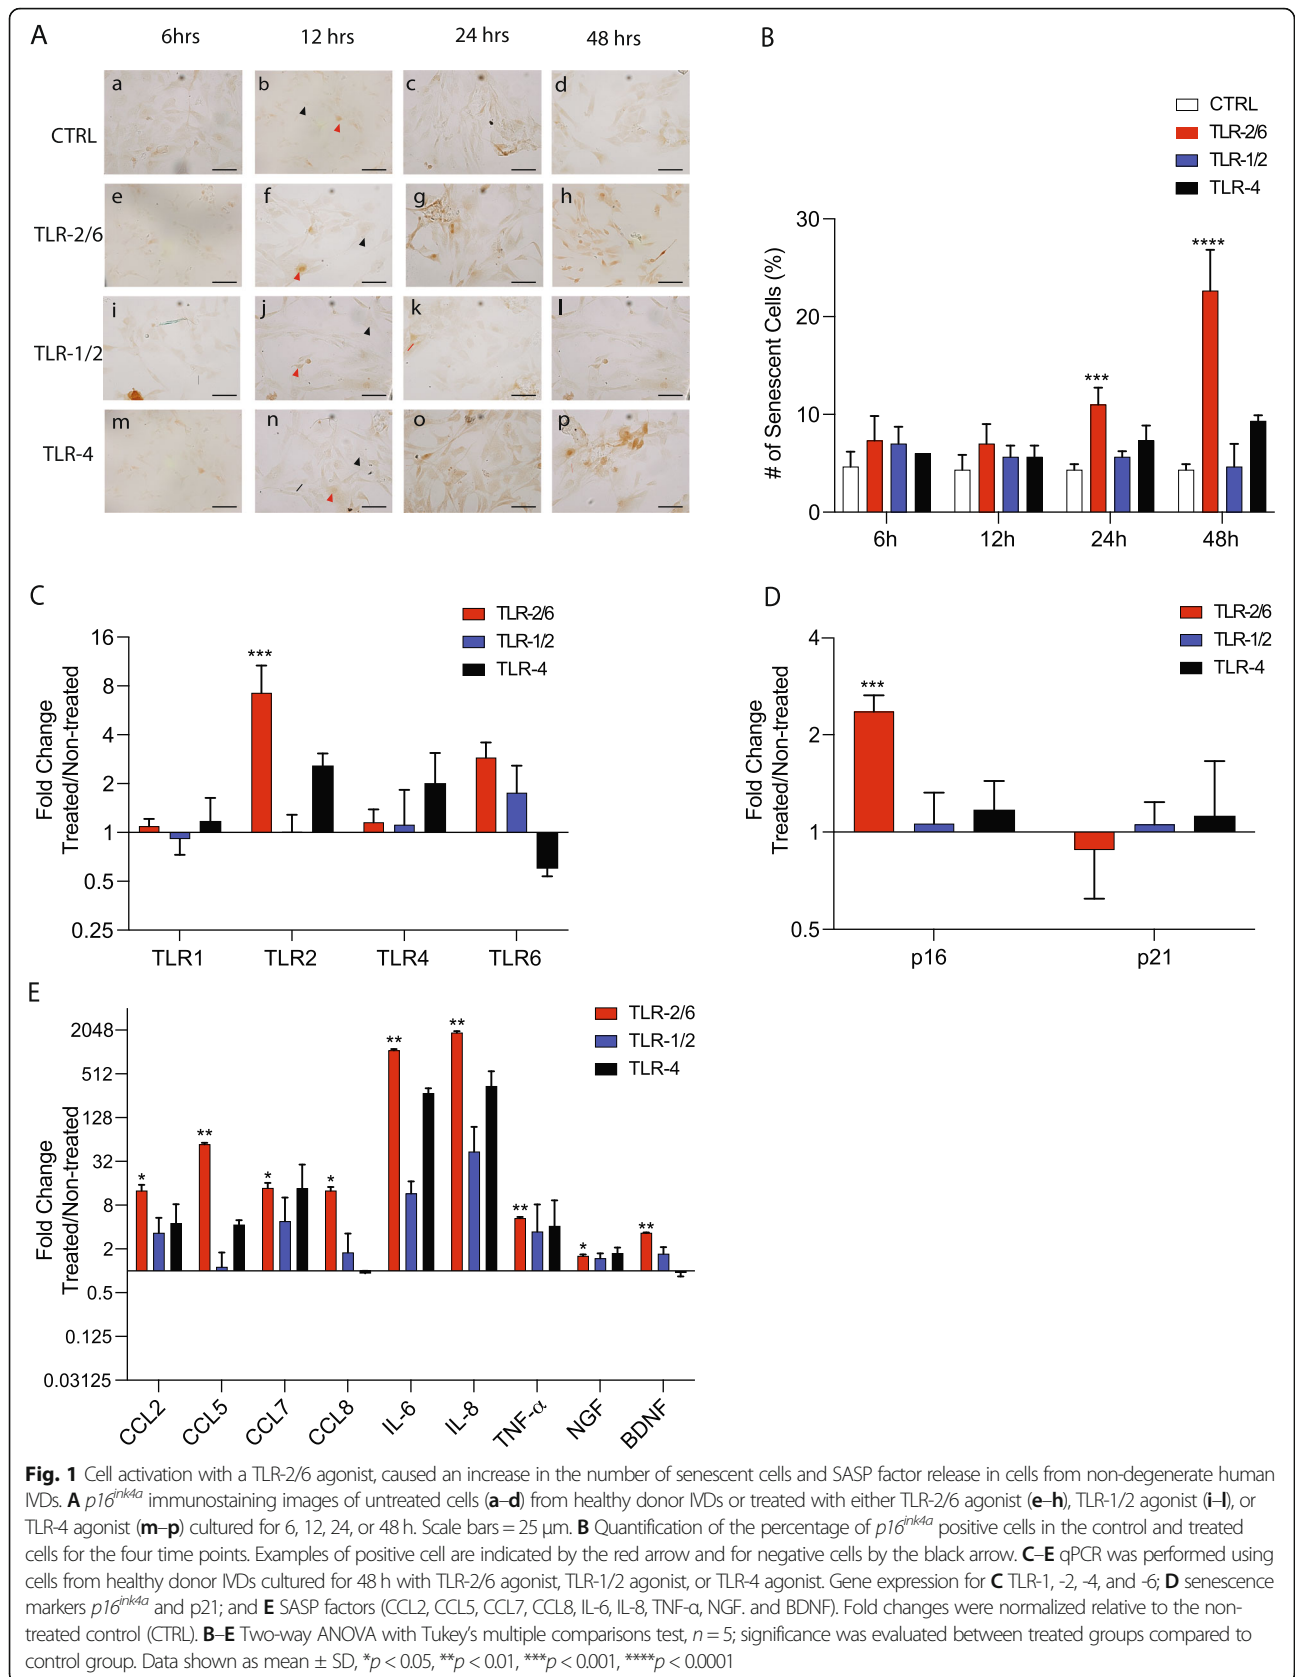 A
6hrs 12 hrs 24 hrs 48 hrs
CTRL
a b c d
TLR-2/6
e f g h
TLR-1/2
i j k l
TLR-4
m n o p
B
CTRL
TLR-2/6
TLR-1/2
TLR-4
# of Senescent Cells (%)
30
20
10
0
***
****
6h 12h 24h 48h
C
TLR-2/6
TLR-1/2
TLR-4
Fold Change
Treated/Non-treated
16
8
4
2
1
0.5
0.25
***
TLR1 TLR2 TLR4 TLR6
D
TLR-2/6
TLR-1/2
TLR-4
Fold Change
Treated/Non-treated
4
2
1
0.5
***
p16 p21
E
TLR-2/6
TLR-1/2
TLR-4
Fold Change
Treated/Non-treated
2048
512
128
32
8
2
0.5
0.125
0.03125
* ** * * ** ** ** * **
CCL2 CCL5 CCL7 CCL8 IL-6 IL-8 TNF-α NGF BDNF
Fig. 1 Cell activation with a TLR-2/6 agonist, caused an increase in the number of senescent cells and SASP factor release in cells from non-degenerate human
IVDs. A p16ink4a immunostaining images of untreated cells (a–d) from healthy donor IVDs or treated with either TLR-2/6 agonist (e–h), TLR-1/2 agonist (i–l), or
TLR-4 agonist (m–p) cultured for 6, 12, 24, or 48 h. Scale bars = 25 μm. B Quantification of the percentage of p16ink4a positive cells in the control and treated
cells for the four time points. Examples of positive cell are indicated by the red arrow and for negative cells by the black arrow. C–E qPCR was performed using
cells from healthy donor IVDs cultured for 48 h with TLR-2/6 agonist, TLR-1/2 agonist, or TLR-4 agonist. Gene expression for C TLR-1, -2, -4, and -6; D senescence
markers p16ink4a and p21; and E SASP factors (CCL2, CCL5, CCL7, CCL8, IL-6, IL-8, TNF-α, NGF. and BDNF). Fold changes were normalized relative to the non-
treated control (CTRL). B–E Two-way ANOVA with Tukey's multiple comparisons test, n = 5; significance was evaluated between treated groups compared to
control group. Data shown as mean ± SD, *p < 0.05, **p < 0.01, ***p < 0.001, ****p < 0.0001